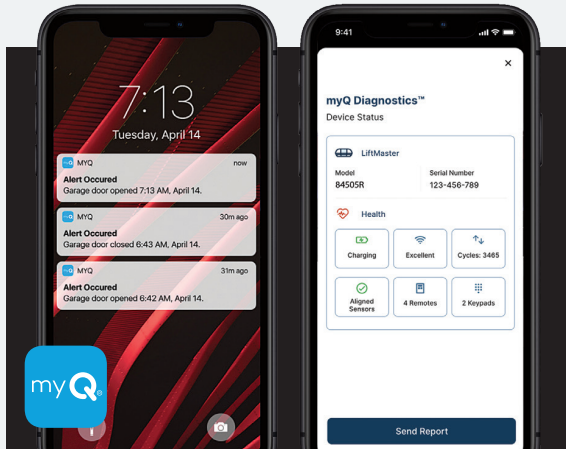 7:13
Tuesday, April 14
MYQ
now
Alert Occured
Garage door opened 7:13 AM, April 14.
MYQ
30m ago
Alert Occured
Garage door closed 6:43 AM, April 14.
MYQ
31m ago
Alert Occured
Garage door opened 6:42 AM, April 14.
myQ
9:41
myQ Diagnostics™
Device Status
LiftMaster
Model
84505R
Serial Number
123-456-789
Health
Charging
Excellent
Cycles: 3465
Aligned
Sensors
4 Remotes
2 Keypads
Send Report